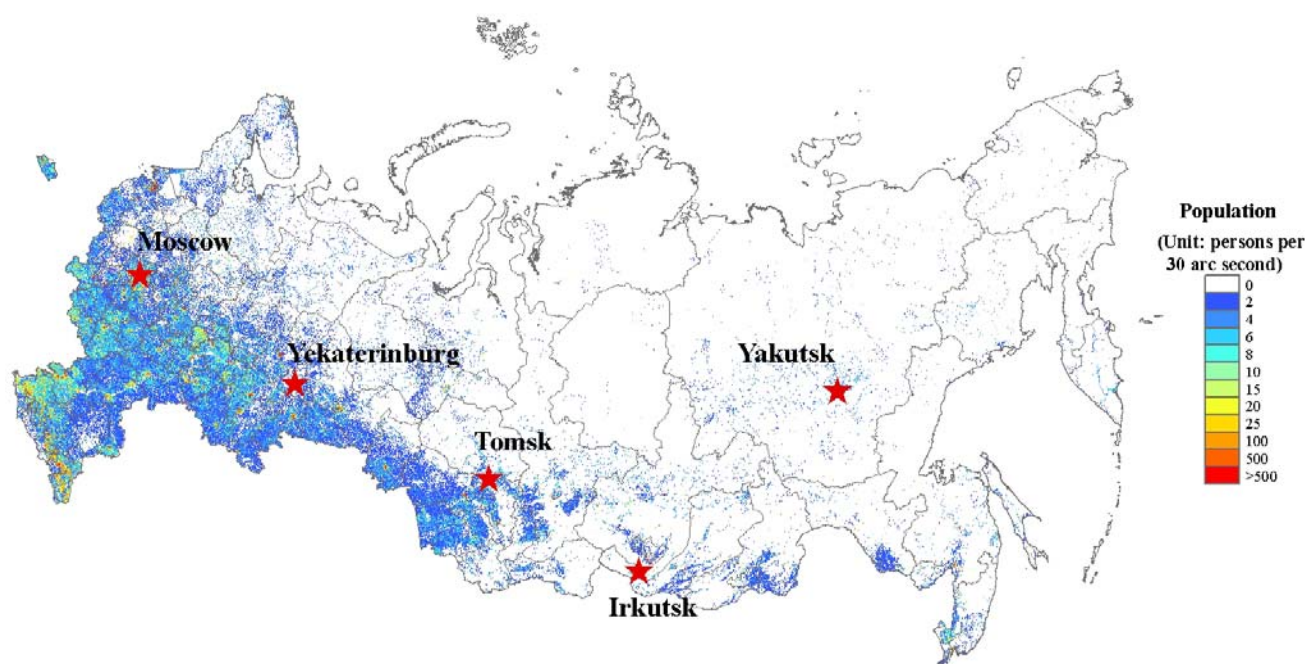 Moscow
Yekaterinburg
Yakutsk
Tomsk
Irkutsk
Population
(Unit: persons per
30 arc second)
0
2
4
6
8
10
15
20
25
100
500
>500